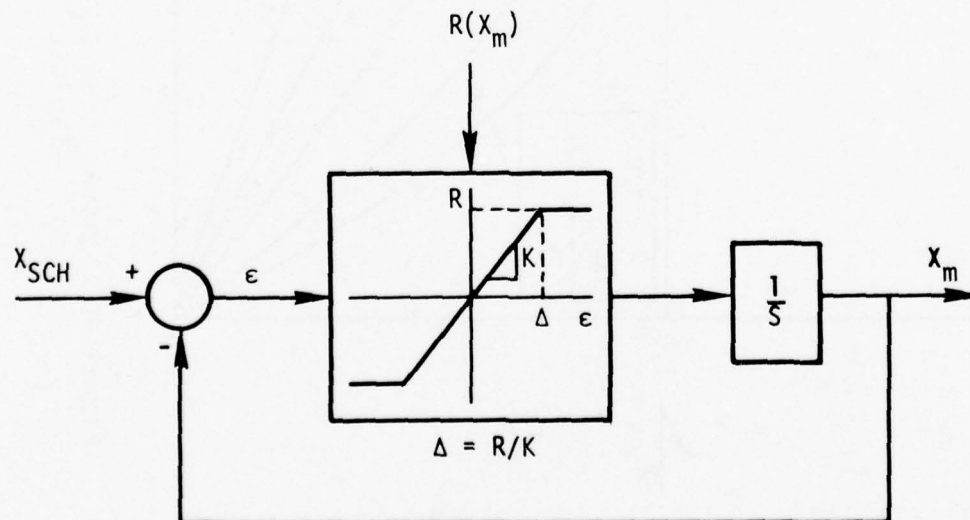 R(X_m)
R
K
X_SCH
+
ε
-
Δ ε
1
S
X_m
Δ = R/K